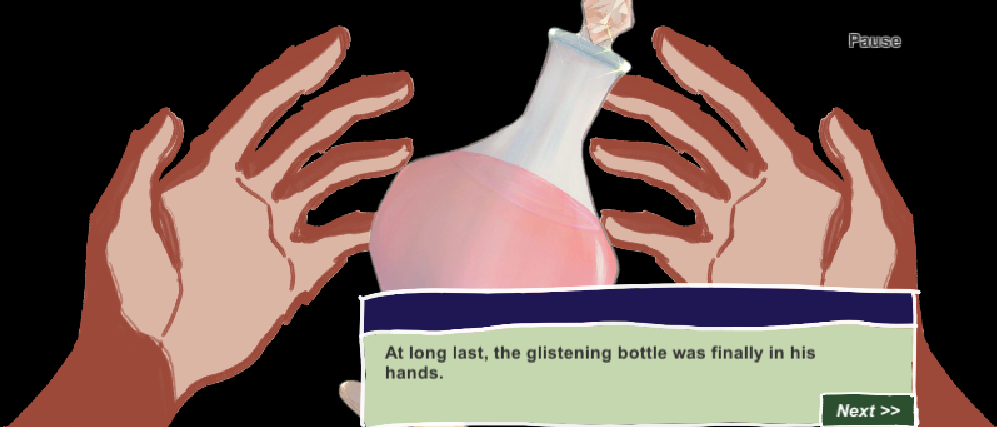 Pause
At long last, the glistening bottle was finally in his
hands.
Next >>